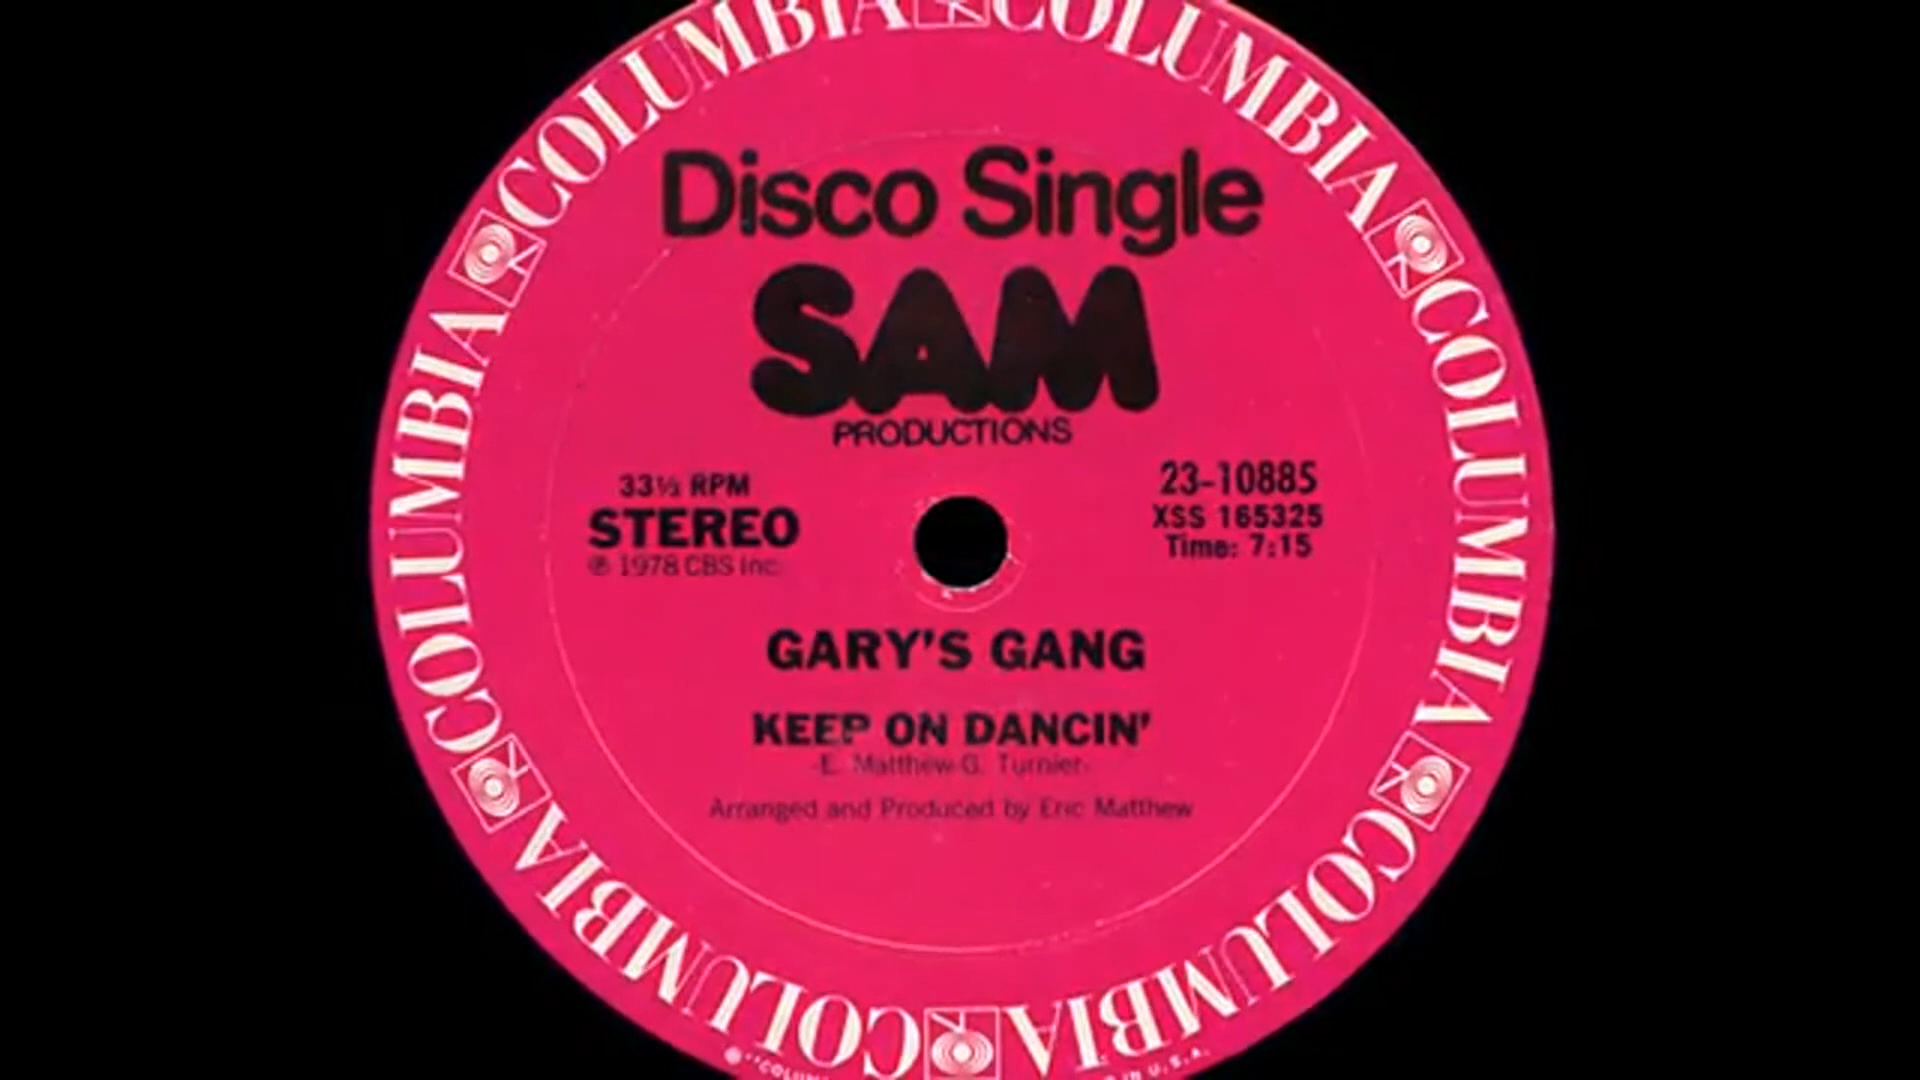 COLUMBIA COLUMBIA COLUMBIA COLUMBIA COLUMBIA COLUMBIA
Disco Single
SAM
PRODUCTIONS
33⅓ RPM
STEREO
℗ 1978 CBS Inc.
23-10885
XSS 165325
Time: 7:15
GARY'S GANG
KEEP ON DANCIN'
-E. Matthew-G. Turnier-
Arranged and Produced by Eric Matthew
IN U.S.A.